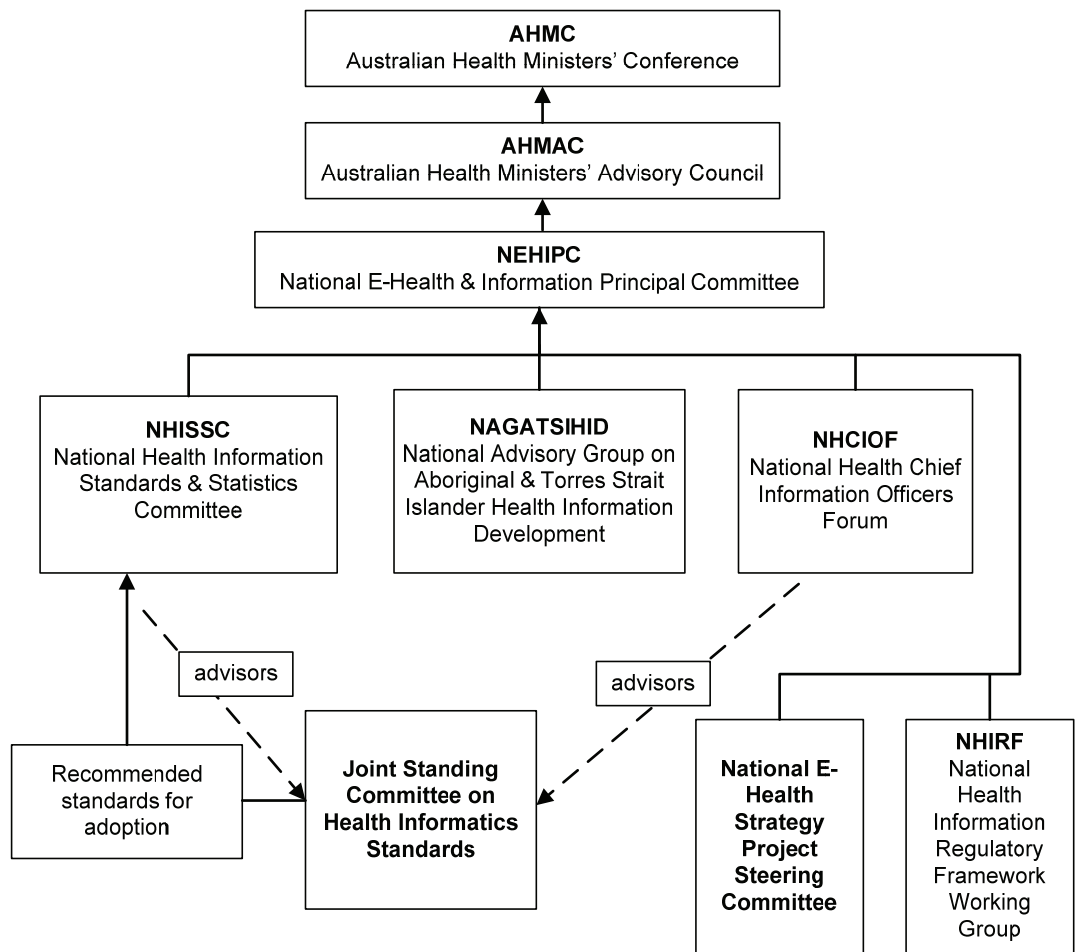 AHMC
Australian Health Ministers’ Conference
AHMAC
Australian Health Ministers’ Advisory Council
NEHIPC
National E-Health & Information Principal Committee
NHISSC
National Health Information
Standards & Statistics
Committee
NAGATSIHID
National Advisory Group on
Aboriginal & Torres Strait
Islander Health Information
Development
NHCIOF
National Health Chief
Information Officers
Forum
advisors
advisors
Recommended
standards for
adoption
Joint Standing
Committee on
Health Informatics
Standards
National E-
Health
Strategy
Project
Steering
Committee
NHIRF
National
Health
Information
Regulatory
Framework
Working
Group